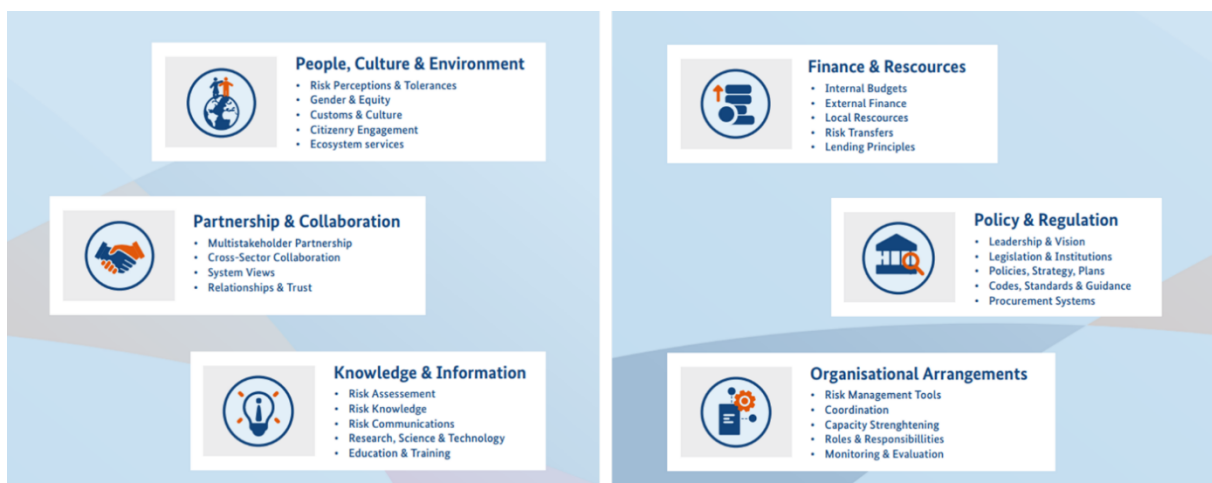 People, Culture & Environment
• Risk Perceptions & Tolerances
• Gender & Equity
• Customs & Culture
• Citizenry Engagement
• Ecosystem services
Partnership & Collaboration
• Multistakeholder Partnership
• Cross-Sector Collaboration
• System Views
• Relationships & Trust
Knowledge & Information
• Risk Assessement
• Risk Knowledge
• Risk Communications
• Research, Science & Technology
• Education & Training
Finance & Rescources
• Internal Budgets
• External Finance
• Local Rescources
• Risk Transfers
• Lending Principles
Policy & Regulation
• Leadership & Vision
• Legislation & Institutions
• Policies, Strategy, Plans
• Codes, Standards & Guidance
• Procurement Systems
Organisational Arrangements
• Risk Management Tools
• Coordination
• Capacity Strenghtening
• Roles & Responsibillities
• Monitoring & Evaluation